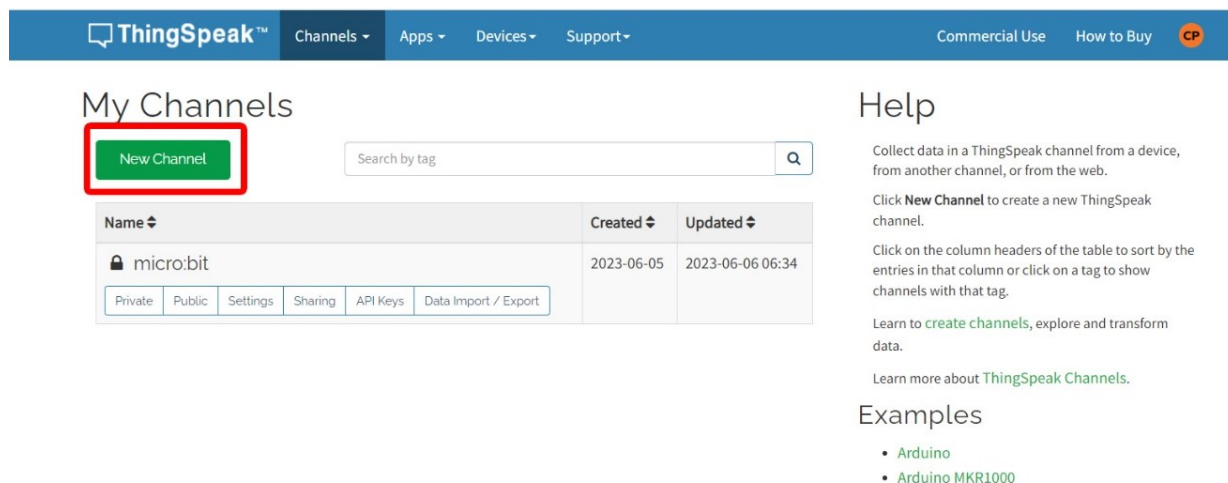 ThingSpeak™ Channels Apps Devices Support Commercial Use How to Buy CP
My Channels
New Channel
Search by tag
Name Created Updated
micro:bit 2023-06-05 2023-06-06 06:34
Private Public Settings Sharing API Keys Data Import / Export
Help
Collect data in a ThingSpeak channel from a device,
from another channel, or from the web.
Click New Channel to create a new ThingSpeak
channel.
Click on the column headers of the table to sort by the
entries in that column or click on a tag to show
channels with that tag.
Learn to create channels, explore and transform
data.
Learn more about ThingSpeak Channels.
Examples
• Arduino
• Arduino MKR1000